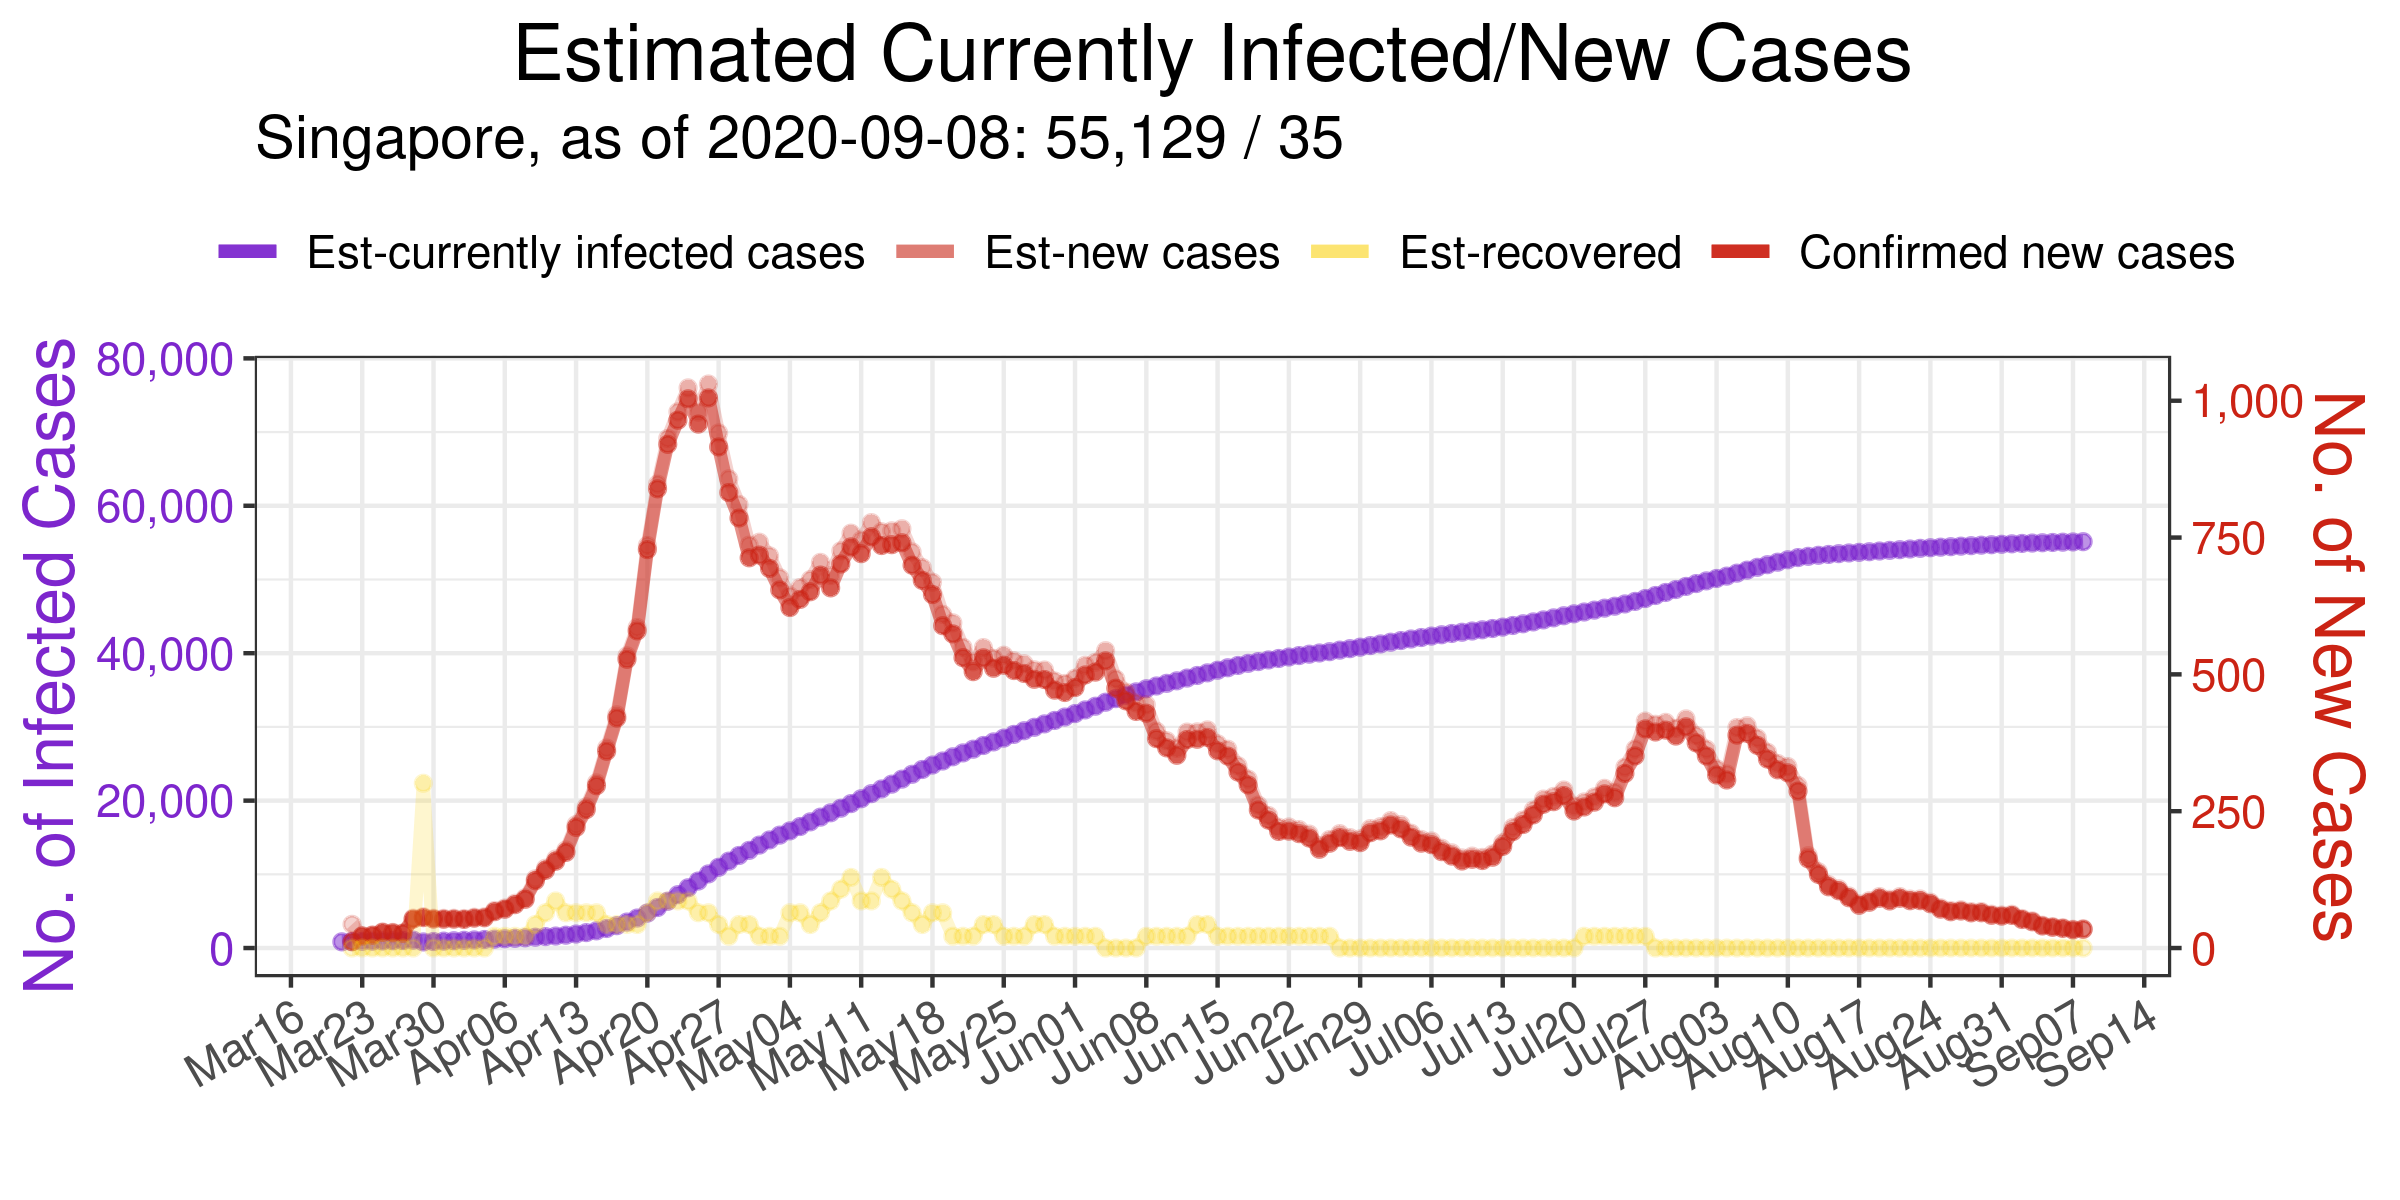 Estimated Currently Infected/New Cases
Singapore, as of 2020-09-08: 55,129 / 35
Est-currently infected cases Est-new cases Est-recovered Confirmed new cases
No. of Infected Cases
80,000
60,000
40,000
20,000
0
1,000
750
500
250
0
No. of New Cases
Mar16 Mar23 Mar30 Apr06 Apr13 Apr20 Apr27 May04 May11 May18 May25 Jun01 Jun08 Jun15 Jun22 Jun29 Jul06 Jul13 Jul20 Jul27 Aug03 Aug10 Aug17 Aug24 Aug31 Sep07 Sep14